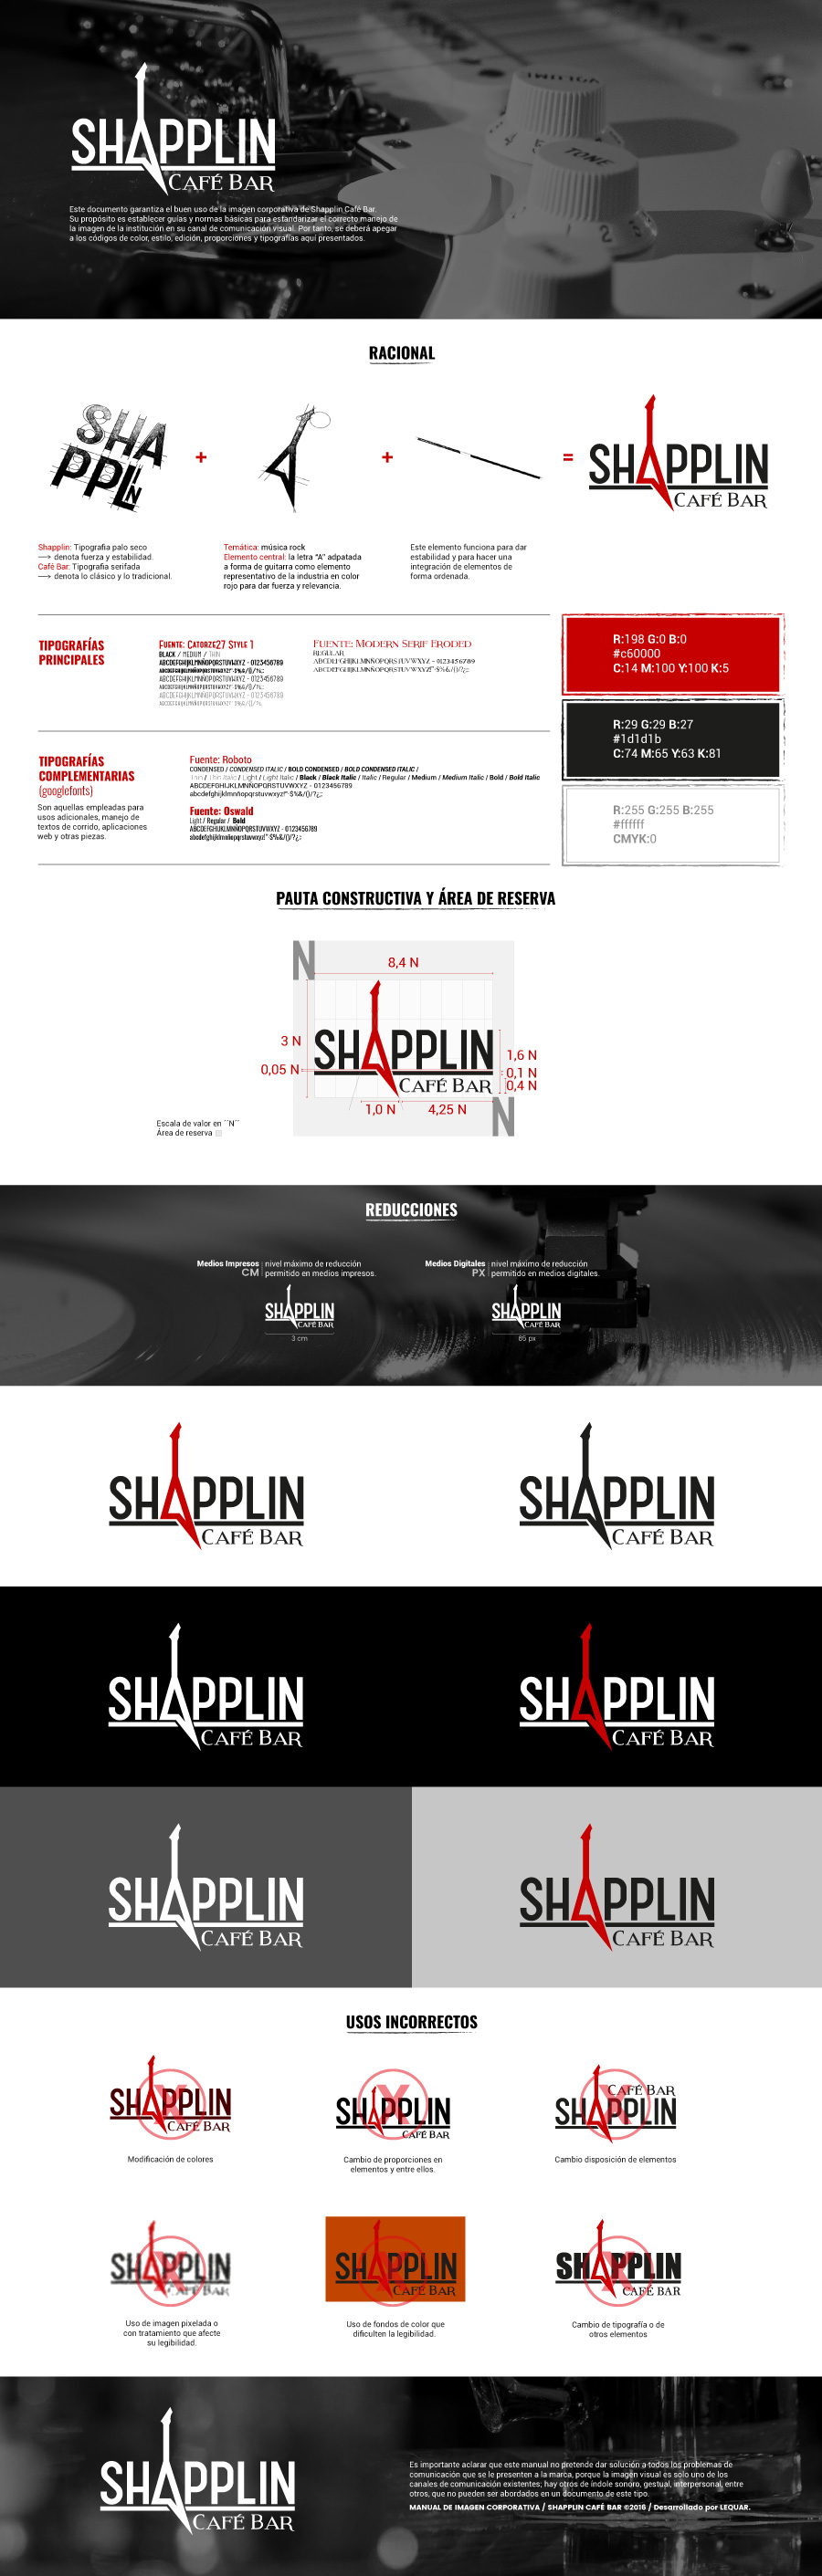 SHAPPLIN
CAFÉ BAR
Este documento garantiza el buen uso de la imagen corporativa de Shapplin Café Bar.
Su propósito es establecer guías y normas básicas para estandarizar el correcto manejo de
la imagen de la institución en su canal de comunicación visual. Por tanto, se deberá apegar
a los códigos de color, estilo, edición, proporciones y tipografías aquí presentados.
VOLUME
TONE
RACIONAL
SHAPPLIN
+
+
=
SHAPPLIN
CAFÉ BAR
Shapplin: Tipografia palo seco
denota fuerza y estabilidad.
Café Bar: Tipografia serifada
denota lo clásico y lo tradicional.
Temática: música rock
Elemento central: la letra "A" adpatada
a forma de guitarra como elemento
representativo de la industria en color
rojo para dar fuerza y relevancia.
Este elemento funciona para dar
estabilidad y para hacer una
integración de elementos de
forma ordenada.
TIPOGRAFÍAS
PRINCIPALES
FUENTE: CATORZE27 STYLE 1
BLACK / MEDIUM / THIN
ABCDEFGHIJKLMNÑOPQRSTUVWXYZ - 0123456789
ABCDEFGHIJKLMNÑOPQRSTUVWXYZ - 0123456789
ABCDEFGHIJKLMNÑOPQRSTUVWXYZ - 0123456789
FUENTE: MODERN SERIF ERODED
REGULAR
ABCDEFGHIJKLMNÑOPQRSTUVWXYZ - 0123456789
R:198 G:0 B:0
#c60000
C:14 M:100 Y:100 K:5
R:29 G:29 B:27
#1d1d1b
C:74 M:65 Y:63 K:81
R:255 G:255 B:255
#ffffff
CMYK:0
TIPOGRAFÍAS
COMPLEMENTARIAS
(googlefonts)
Son aquellas empleadas para
usos adicionales, manejo de
textos de corrido, aplicaciones
web y otras piezas.
Fuente: Roboto
CONDENSED / CONDENSED ITALIC / BOLD CONDENSED / BOLD CONDENSED ITALIC /
Thin / Thin Italic / Light / Light Italic / Black / Black Italic / Italic / Regular / Medium / Medium Italic / Bold / Bold Italic
ABCDEFGHIJKLMNÑOPQRSTUVWXYZ - 0123456789
abcdefghijklmnñopqrstuvwxyz!"·$%&/()/?¿;:
Fuente: Oswald
Light / Regular / Bold
ABCDEFGHIJKLMNÑOPQRSTUVWXYZ - 0123456789
abcdefghijklmnñopqrstuvwxyz!"·$%&/()/?¿;:
PAUTA CONSTRUCTIVA Y ÁREA DE RESERVA
N
8,4 N
3 N
SHAPPLIN
CAFÉ BAR
1,6 N
0,05 N
0,1 N
0,4 N
1,0 N
4,25 N
N
Escala de valor en ´´N´´
Área de reserva
REDUCCIONES
Medios Impresos
CM
nivel máximo de reducción
permitido en medios impresos.
SHAPPLIN
CAFÉ BAR
3 cm
Medios Digitales
PX
nivel máximo de reducción
permitido en medios digitales.
SHAPPLIN
CAFÉ BAR
85 px
SHAPPLIN
CAFÉ BAR
SHAPPLIN
CAFÉ BAR
SHAPPLIN
CAFÉ BAR
SHAPPLIN
CAFÉ BAR
SHAPPLIN
CAFÉ BAR
SHAPPLIN
CAFÉ BAR
USOS INCORRECTOS
SHAPPLIN
CAFÉ BAR
X
Modificación de colores
SHAPPLIN
CAFÉ BAR
X
Cambio de proporciones en
elementos y entre ellos.
CAFÉ BAR
SHAPPLIN
X
Cambio disposición de elementos
SHAPPLIN
CAFÉ BAR
X
Uso de imagen pixelada o
con tratamiento que afecte
su legibilidad.
SHAPPLIN
CAFÉ BAR
X
Uso de fondos de color que
dificulten la legibilidad.
SHAPPLIN
CAFÉ BAR
X
Cambio de tipografía o de
otros elementos
SHAPPLIN
CAFÉ BAR
Es importante aclarar que este manual no pretende dar solución a todos los problemas de
comunicación que se le presenten a la marca, porque la imagen visual es sólo uno de los
canales de comunicación existentes; hay otros de índole sonoro, gestual, interpersonal, entre
otros, que no pueden ser abordados en un documento de este tipo.
MANUAL DE IMAGEN CORPORATIVA / SHAPPLIN CAFÉ BAR ©2016 / Desarrollado por LEQUAR.